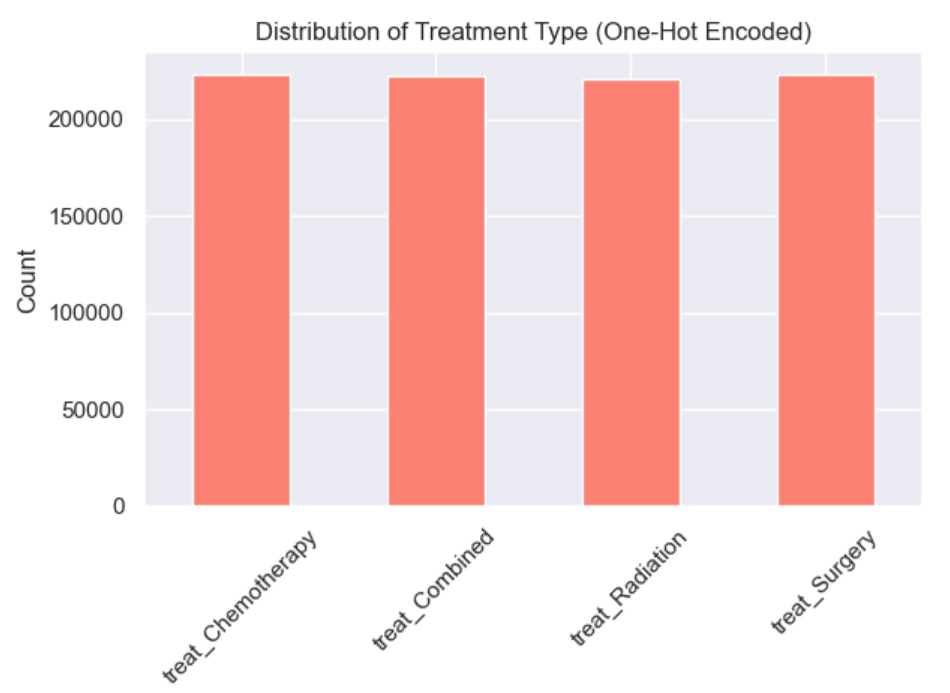 Distribution of Treatment Type (One-Hot Encoded)
Count
200000
150000
100000
50000
0
treat_Chemotherapy
treat_Combined
treat_Radiation
treat_Surgery